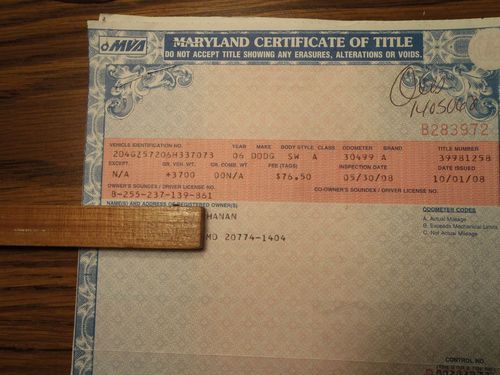 MVA
MARYLAND CERTIFICATE OF TITLE
DO NOT ACCEPT TITLE SHOWING ANY ERASURES, ALTERATIONS OR VOIDS.
B283972
VEHICLE IDENTIFICATION NO. YEAR MAKE BODY STYLE CLASS ODOMETER BRAND TITLE NUMBER
2D4GZ57206H337073 06 DODG SW A 30499 A 39981258
EXCEPT. GR. VEH. WT. GR. COMB. WT. FEE (TAGS) INSPECTION DATE DATE ISSUED
N/A +3700 00N/A $76.50 05/30/08 10/01/08
OWNER'S SOUNDEX / DRIVER LICENSE NO. CO-OWNER'S SOUNDEX / DRIVER LICENSE NO.
B-255-237-139-861
NAME(S) AND ADDRESS OF REGISTERED OWNER(S) ODOMETER CODES
HANAN A. Actual Mileage
B. Exceeds Mechanical Limits
MD 20774-1404 C. Not Actual Mileage
CONTROL NO.